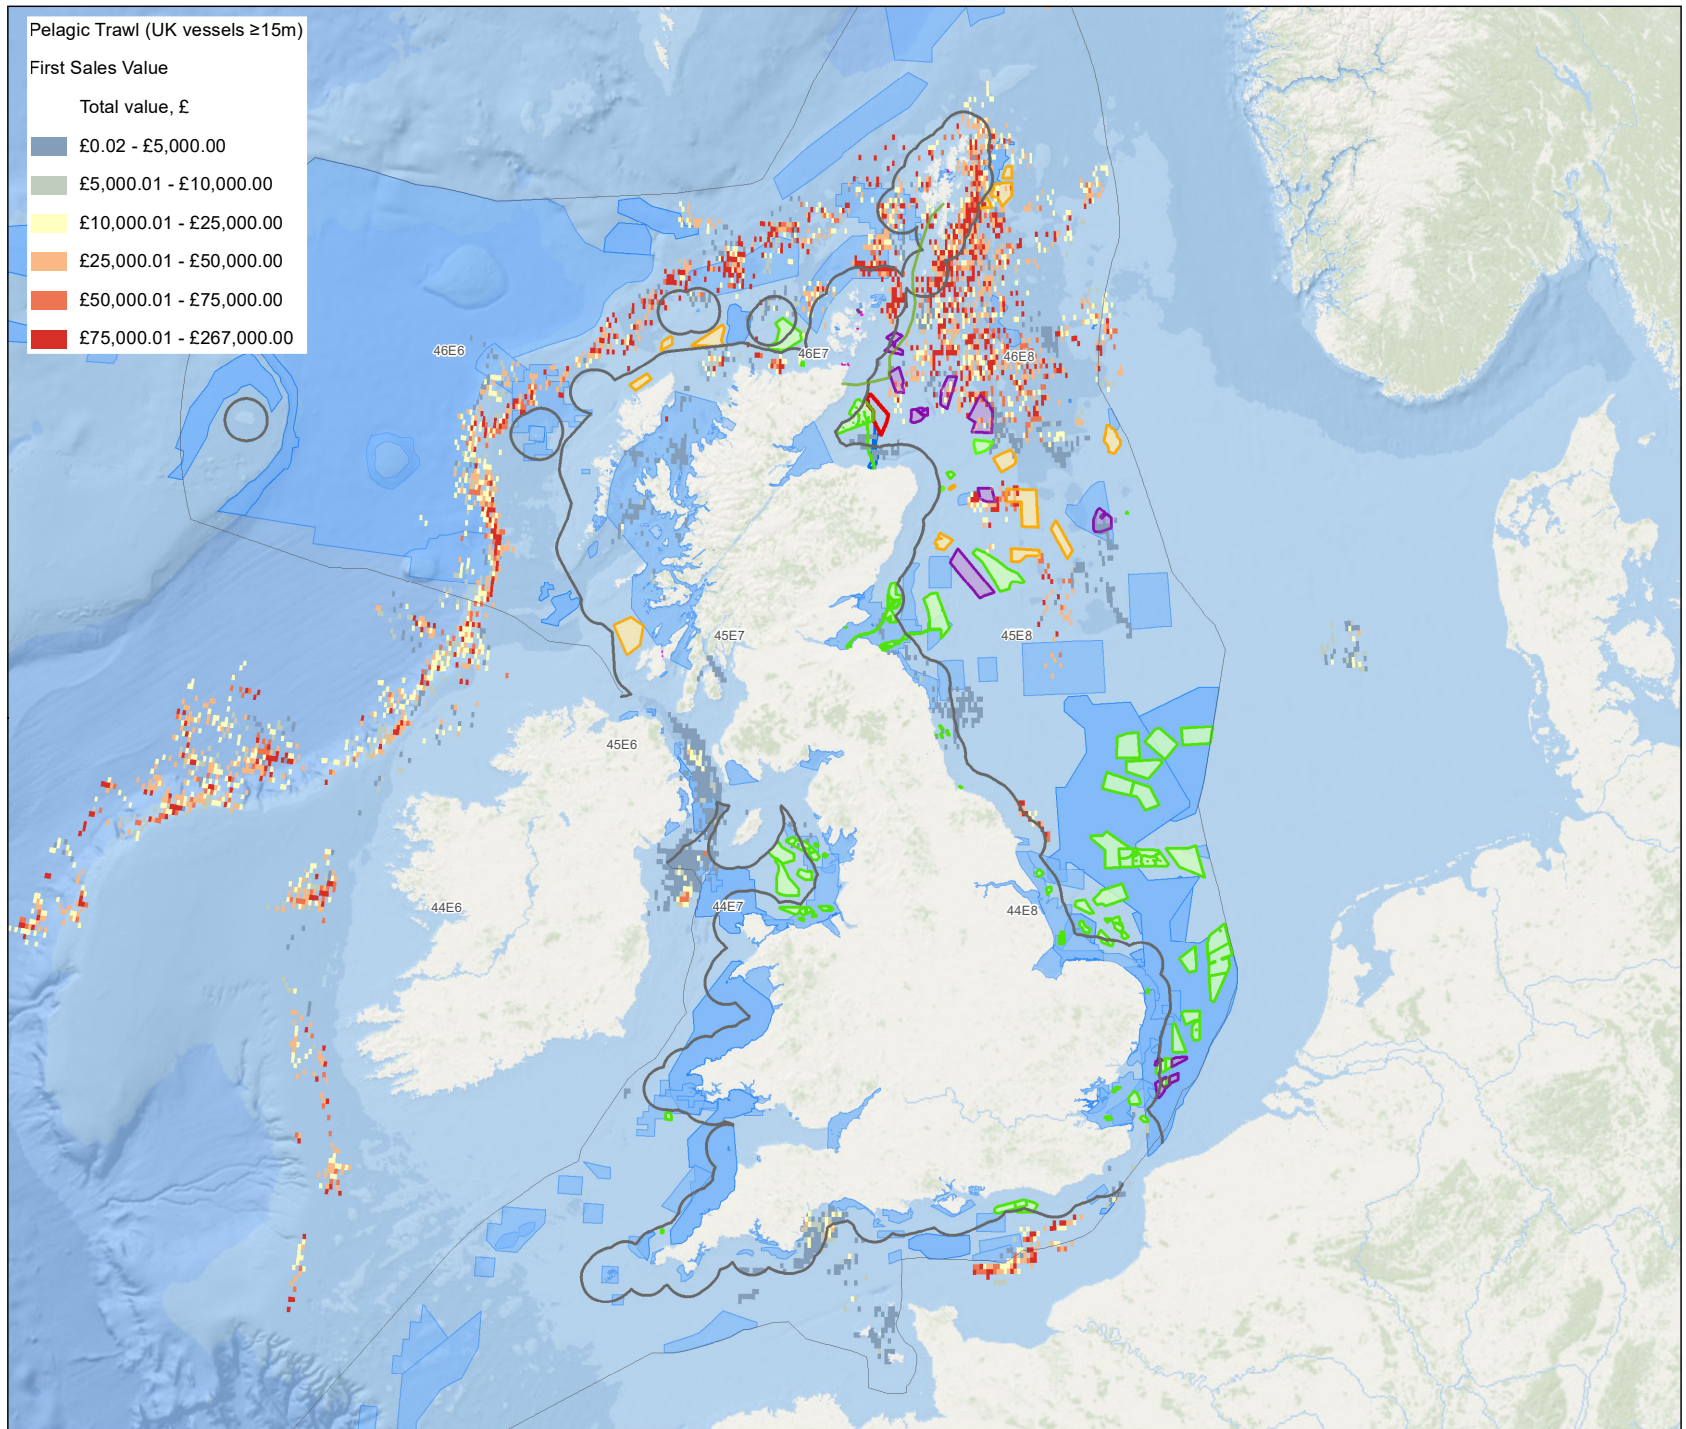 Pelagic Trawl (UK vessels ≥15m)
First Sales Value
Total value, £
£0.02 - £5,000.00
£5,000.01 - £10,000.00
£10,000.01 - £25,000.00
£25,000.01 - £50,000.00
£50,000.01 - £75,000.00
£75,000.01 - £267,000.00
46E6
46E7
46E8
45E7
45E8
45E6
44E6
44E7
44E8